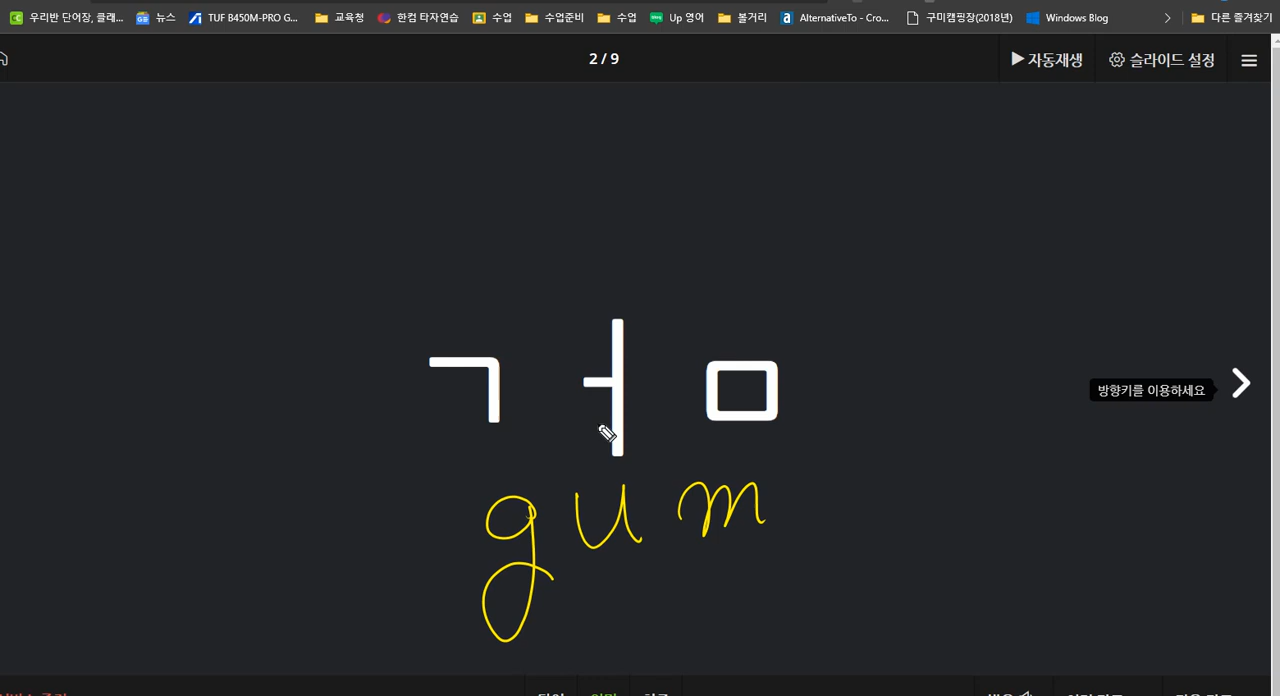 우리반 단어장, 클래... 뉴스 TUF B450M-PRO G... 교육청 한컴 타자연습 수업 수업준비 수업 Up 영어 볼거리 AlternativeTo - Cro... 구미캠핑장(2018년) Windows Blog 다른 즐겨찾기
2 / 9 자동재생 슬라이드 설정
ㄱ ㅓ ㅁ
방향키를 이용하세요
g u m